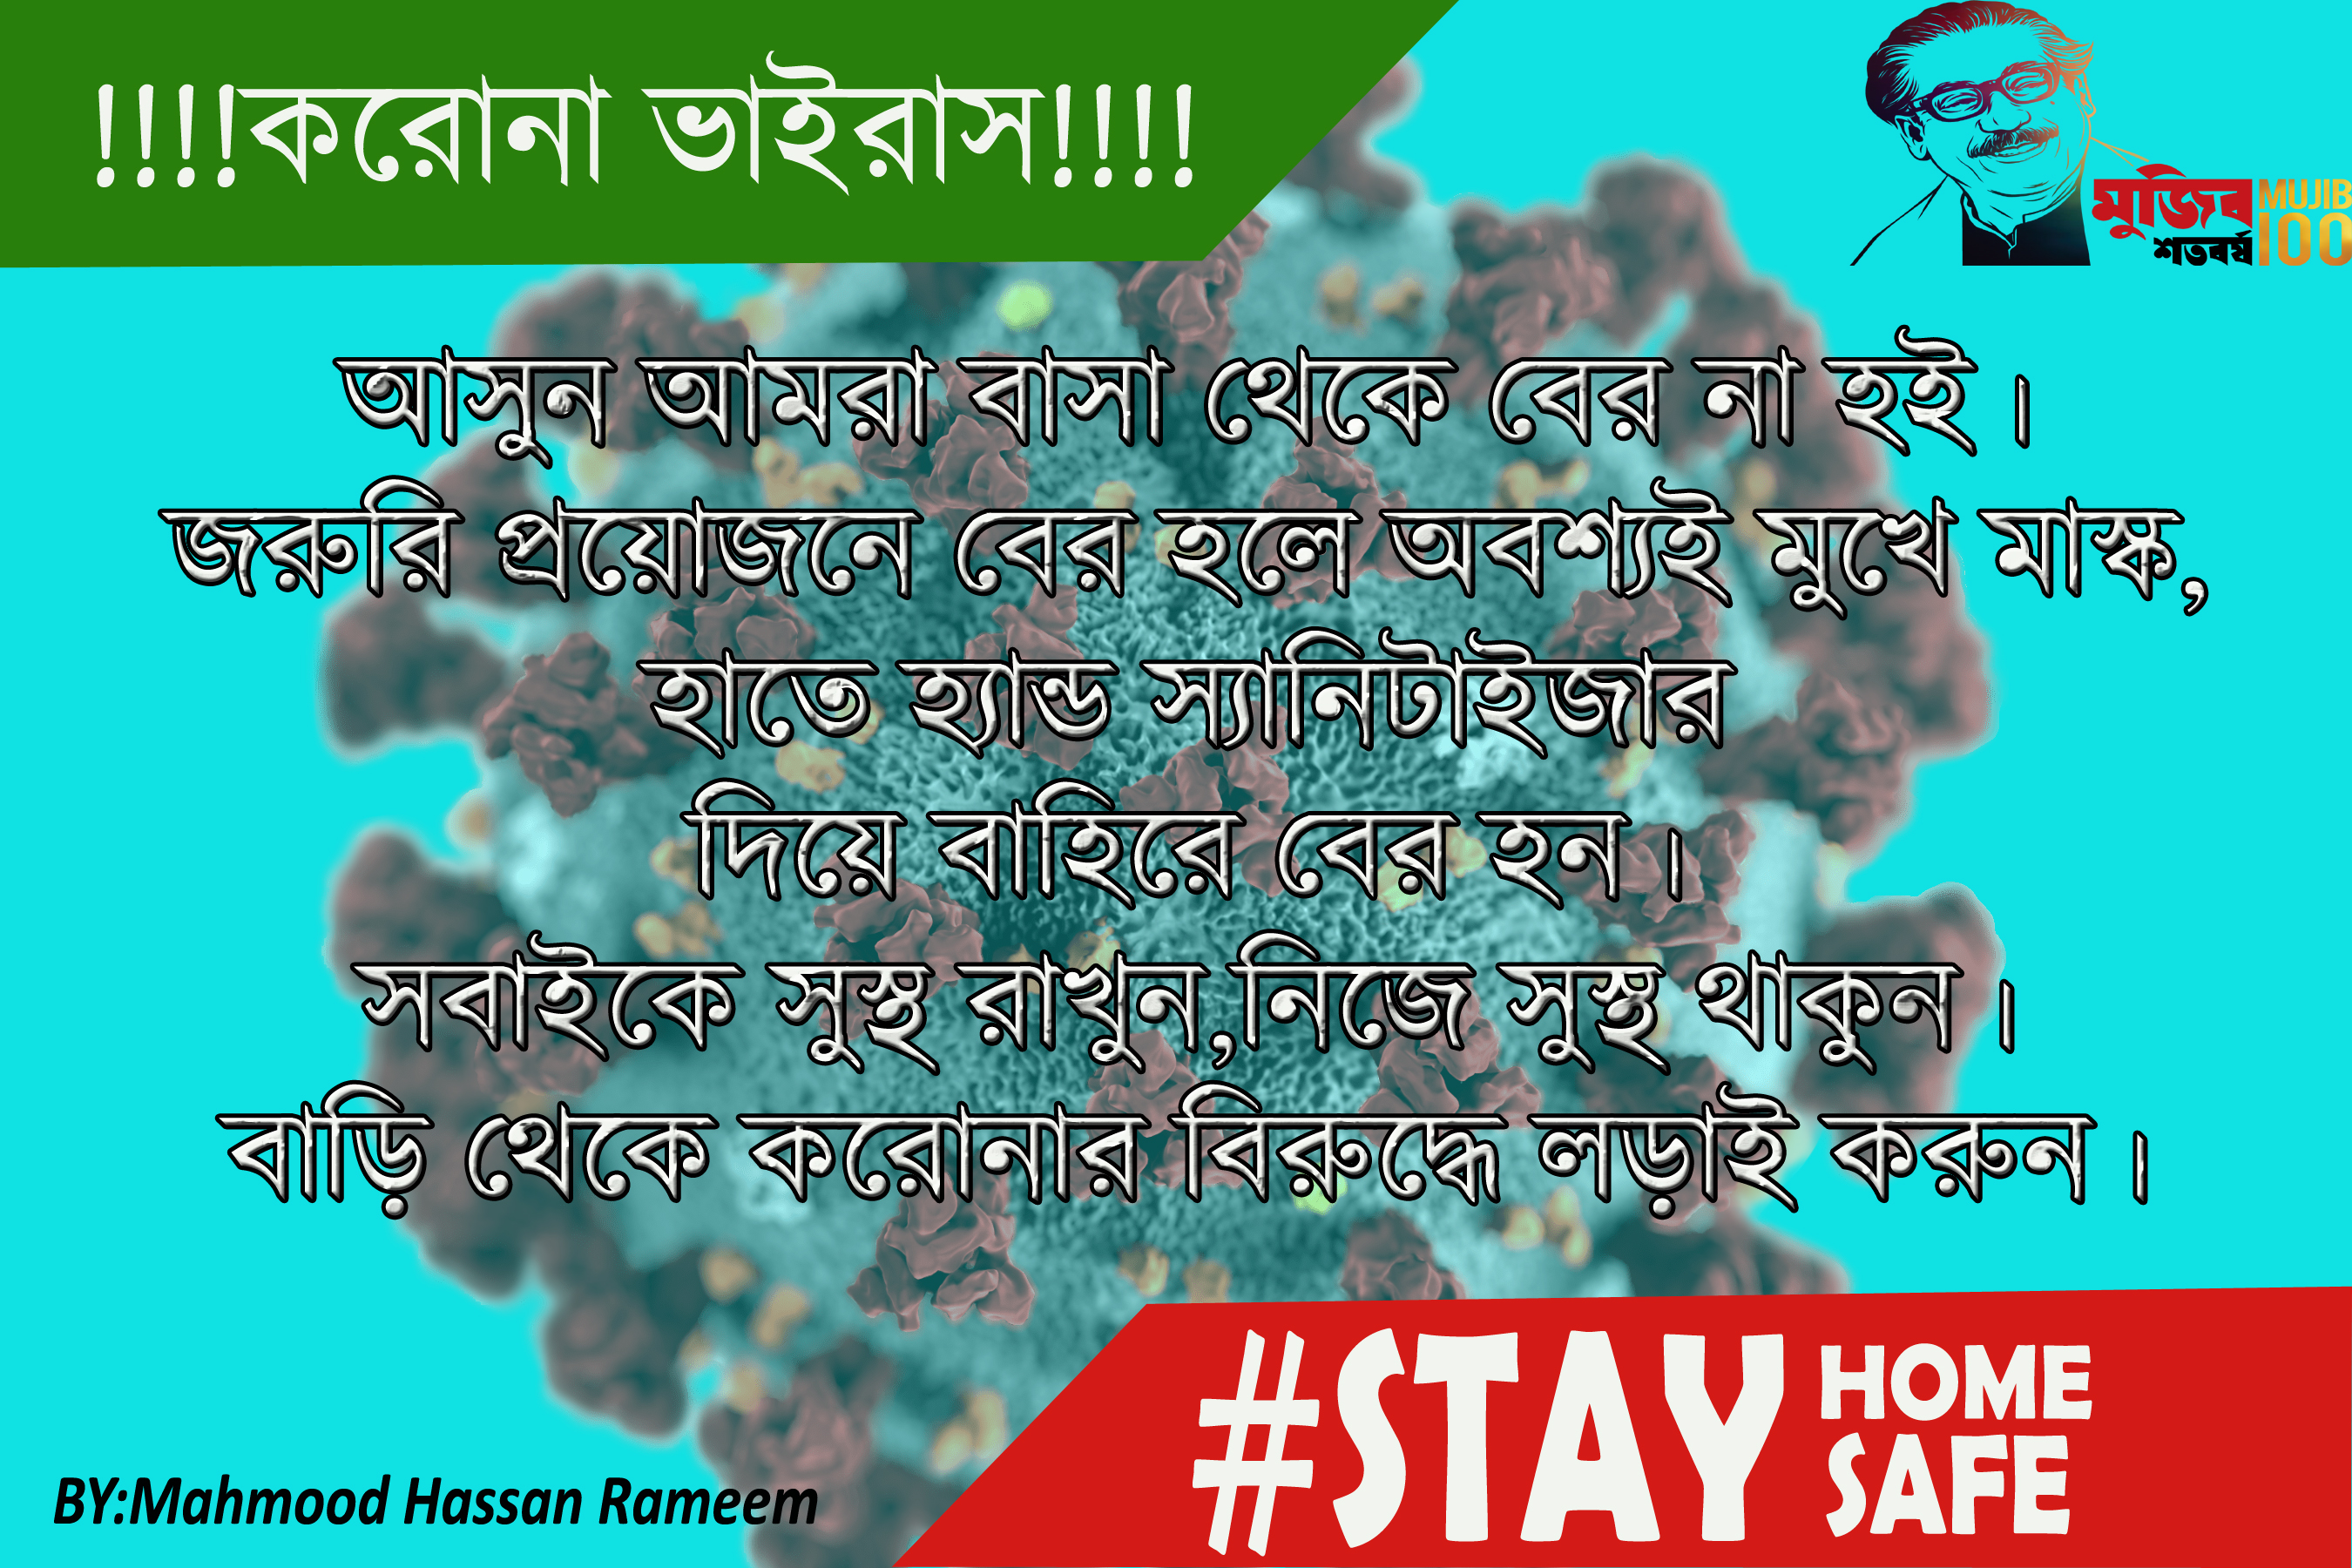 !!!!করোনা ভাইরাস!!!!
মুজিব
শতবর্ষ
MUJIB
100
আসুন আমরা বাসা থেকে বের না হই।
জরুরি প্রয়োজনে বের হলে অবশ্যই মুখে মাস্ক,
হাতে হ্যান্ড স্যানিটাইজার
দিয়ে বাহিরে বের হন।
সবাইকে সুস্থ রাখুন,নিজে সুস্থ থাকুন।
বাড়ি থেকে করোনার বিরুদ্ধে লড়াই করুন।
#STAY HOME
SAFE
BY:Mahmood Hassan Rameem